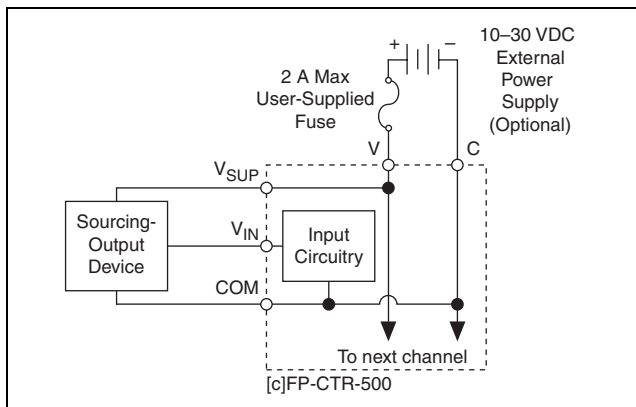 10–30 VDC
External
Power
Supply
(Optional)
+
–
2 A Max
User-Supplied
Fuse
V
C
VSUP
Sourcing-
Output
Device
VIN
Input
Circuitry
COM
To next channel
[c]FP-CTR-500